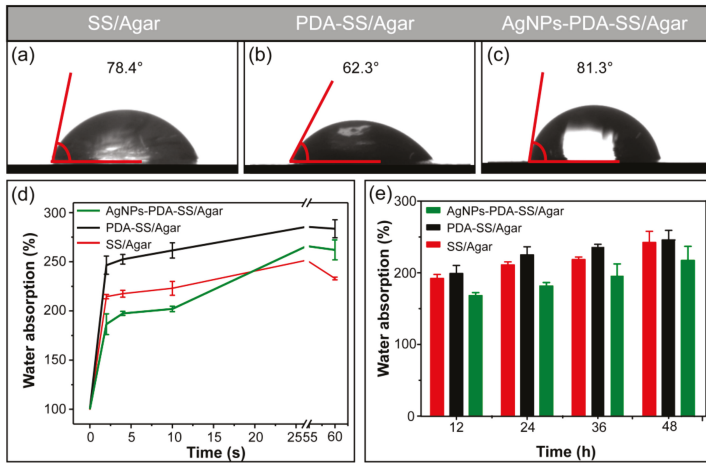 SS/Agar
PDA-SS/Agar
AgNPs-PDA-SS/Agar
(a)
78.4°
(b)
62.3°
(c)
81.3°
(d)
AgNPs-PDA-SS/Agar
PDA-SS/Agar
SS/Agar
Water absorption (%)
300
250
200
150
100
0 5 10 15 20 25 55 60
Time (s)
(e)
AgNPs-PDA-SS/Agar
PDA-SS/Agar
SS/Agar
Water absorption (%)
300
200
100
0
12 24 36 48
Time (h)